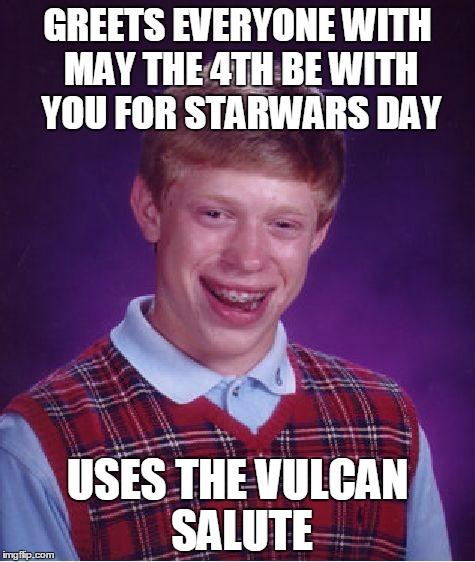 GREETS EVERYONE WITH
MAY THE 4TH BE WITH
YOU FOR STARWARS DAY
USES THE VULCAN
SALUTE
imgflip.com